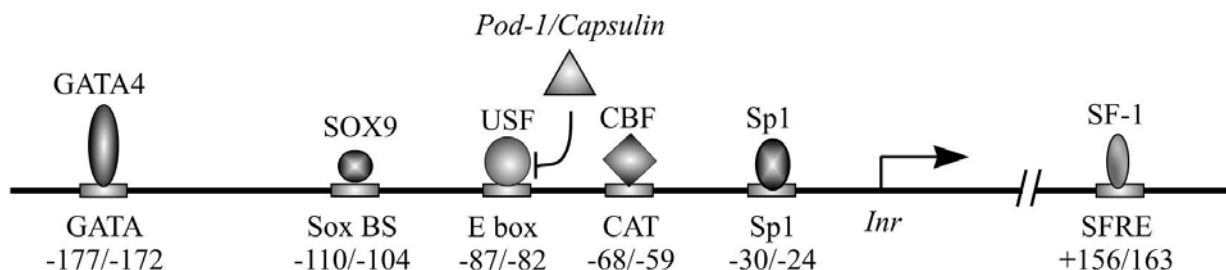 Pod-1/Capsulin
GATA4 SOX9 USF CBF Sp1 SF-1
GATA Sox BS E box CAT Sp1 Inr SFRE
-177/-172 -110/-104 -87/-82 -68/-59 -30/-24 +156/163